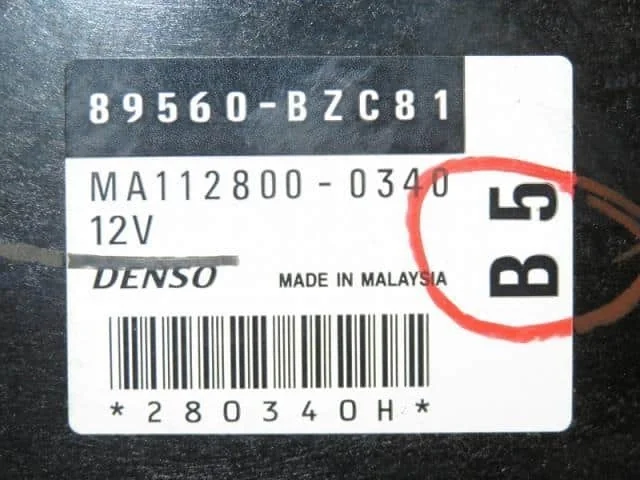 89560-BZC81
MA112800-0340
12V
DENSO MADE IN MALAYSIA
*280340H*
B5